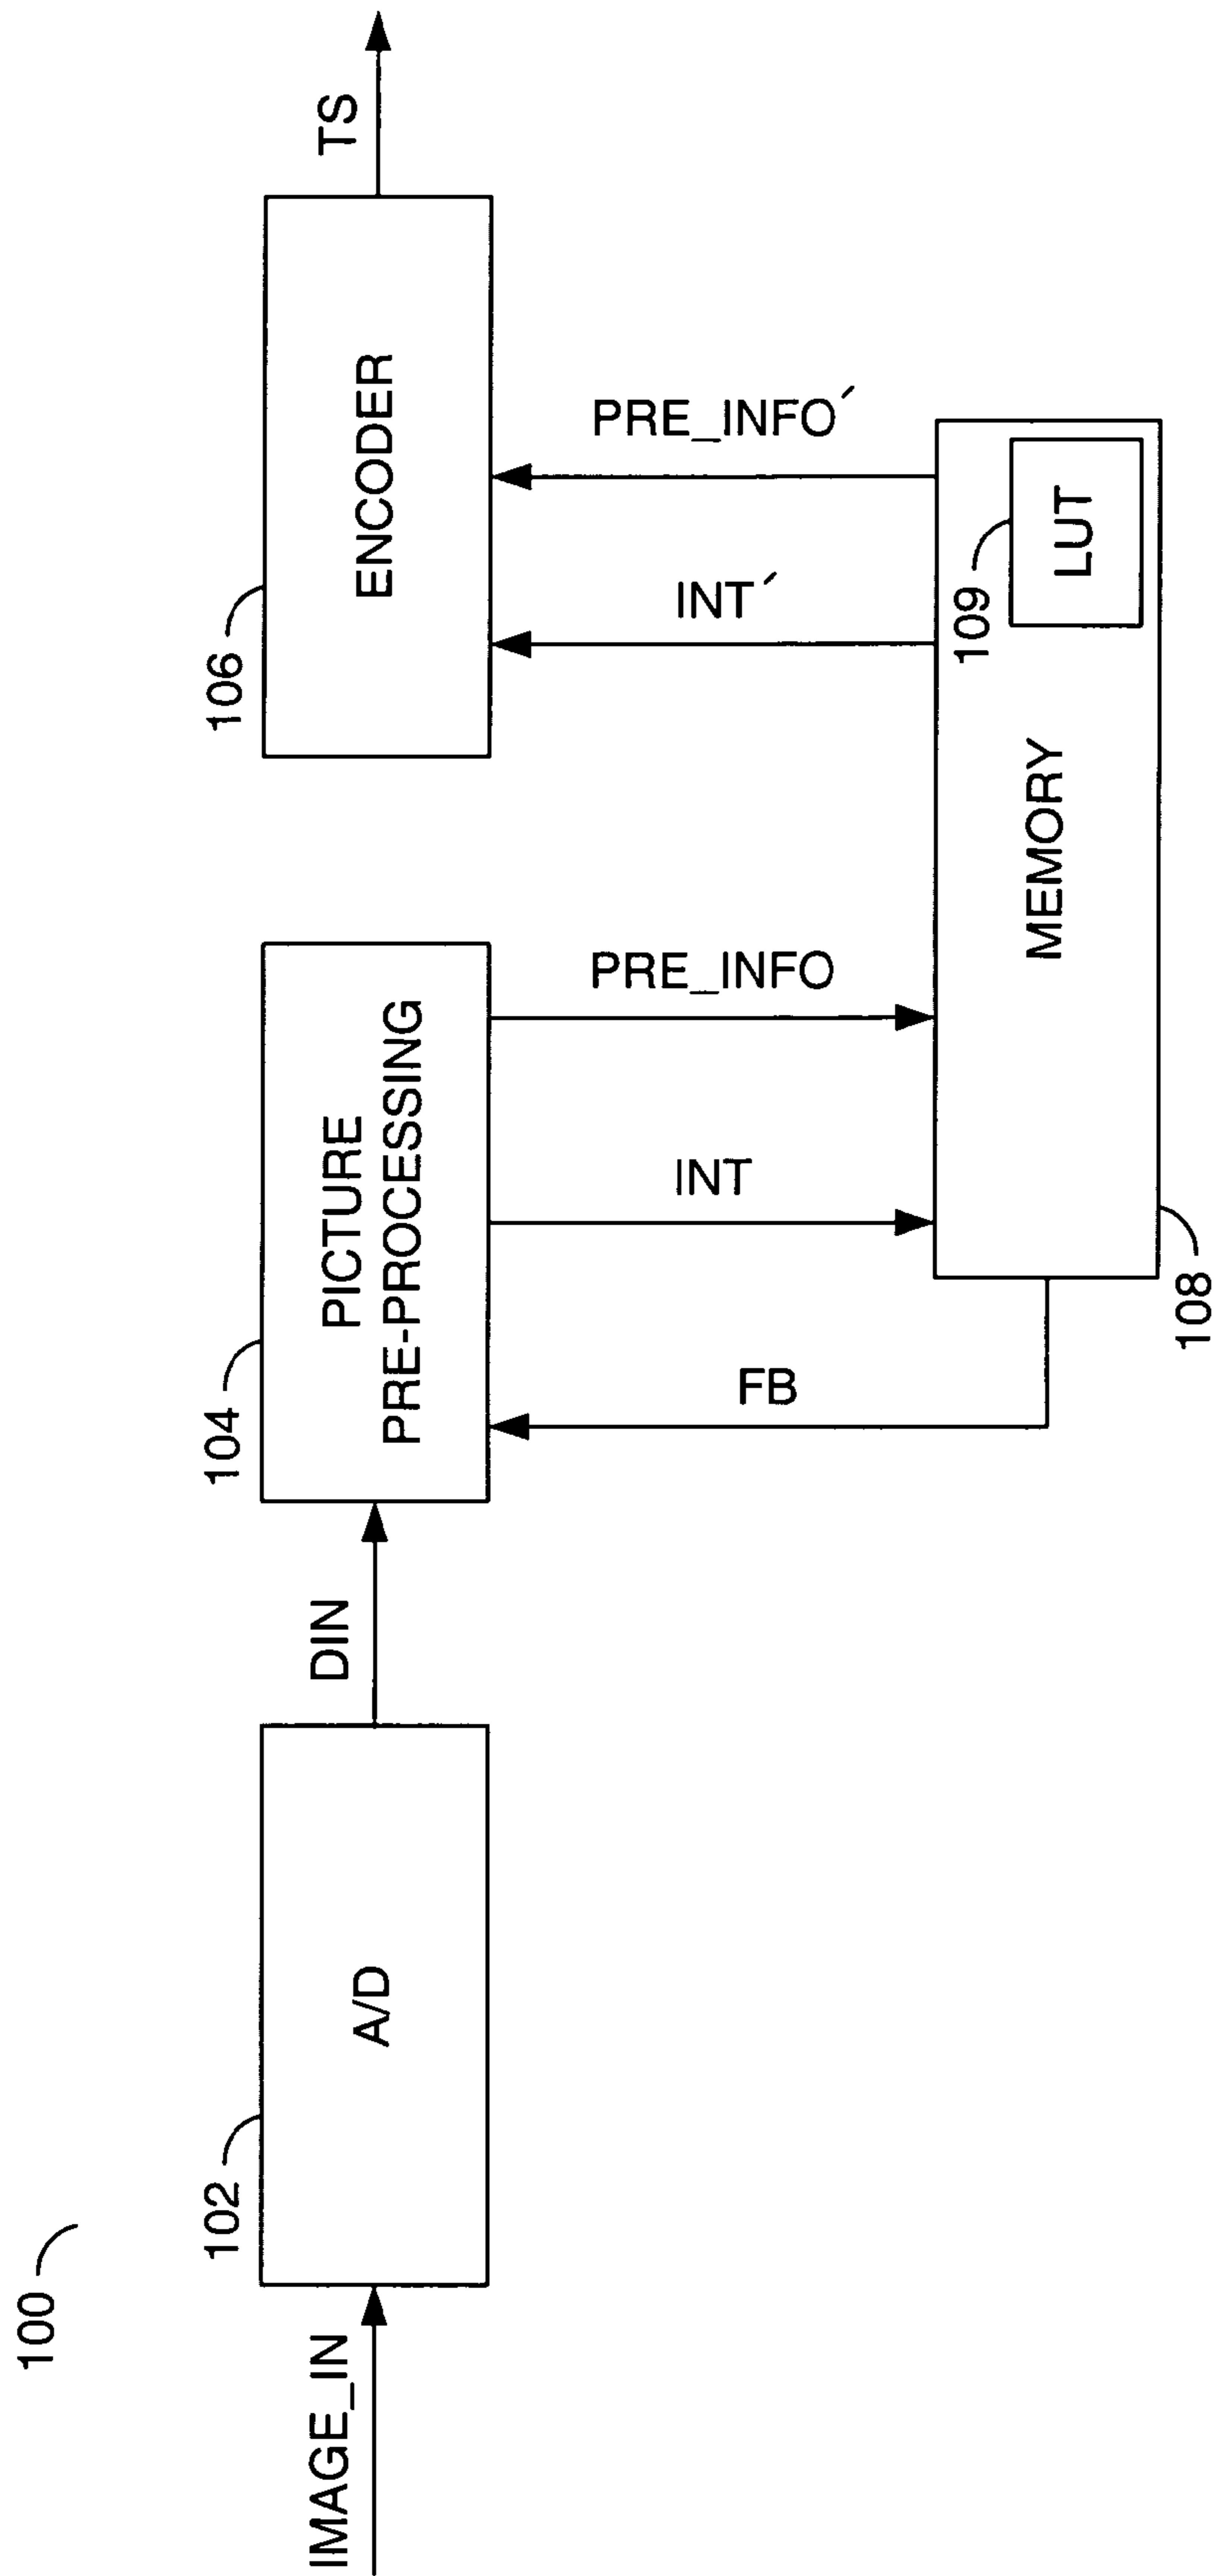 100
IMAGE_IN
102
A/D
DIN
104
PICTURE
PRE-PROCESSING
FB
INT
PRE_INFO
106
ENCODER
TS
INT´
PRE_INFO´
MEMORY
108
109
LUT